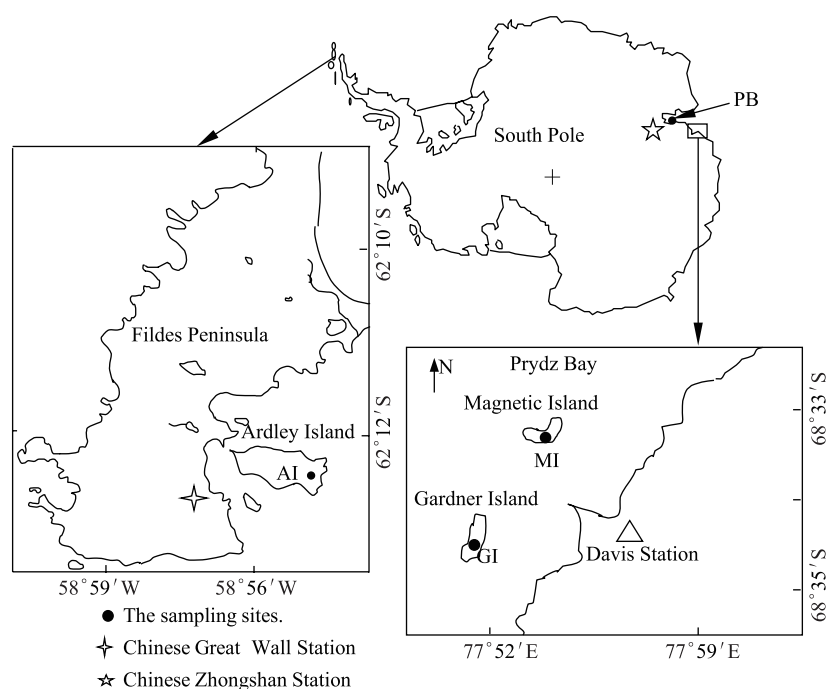 PB
South Pole
62°10′S
Fildes Peninsula
Ardley Island
AI
62°12′S
58°59′W
58°56′W
N
Prydz Bay
Magnetic Island
MI
68°33′S
Gardner Island
GI
Davis Station
68°35′S
77°52′E
77°59′E
The sampling sites.
Chinese Great Wall Station
Chinese Zhongshan Station